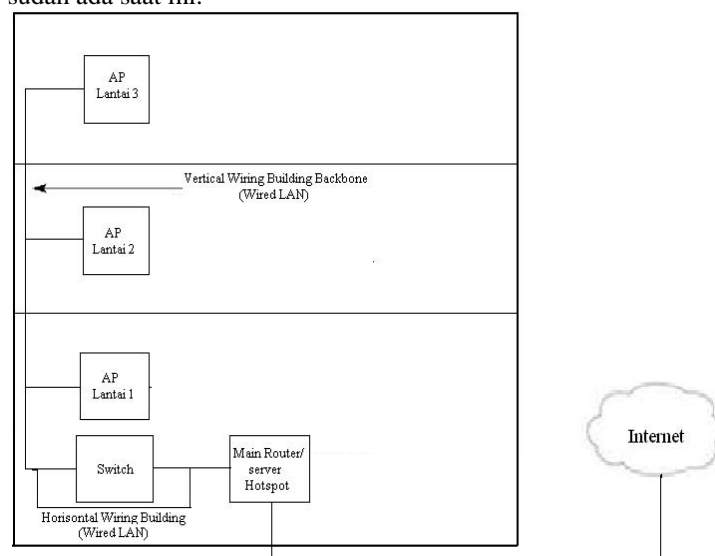 sudah ada saat ini.
AP
Lantai 3
Vertical Wiring Building Backbone
(Wired LAN)
AP
Lantai 2
AP
Lantai 1
Switch
Main Router/
server
Hotspot
Horisontal Wiring Building
(Wired LAN)
Internet